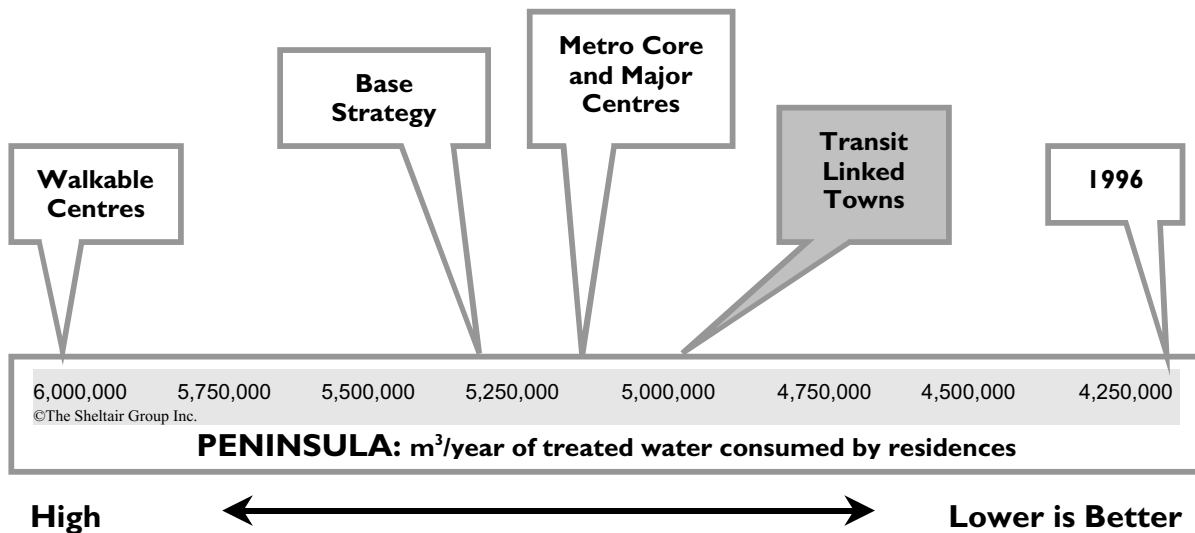 Walkable
Centres
Base
Strategy
Metro Core
and Major
Centres
Transit
Linked
Towns
1996
6,000,000 5,750,000 5,500,000 5,250,000 5,000,000 4,750,000 4,500,000 4,250,000
©The Sheltair Group Inc.
PENINSULA: m³/year of treated water consumed by residences
High Lower is Better